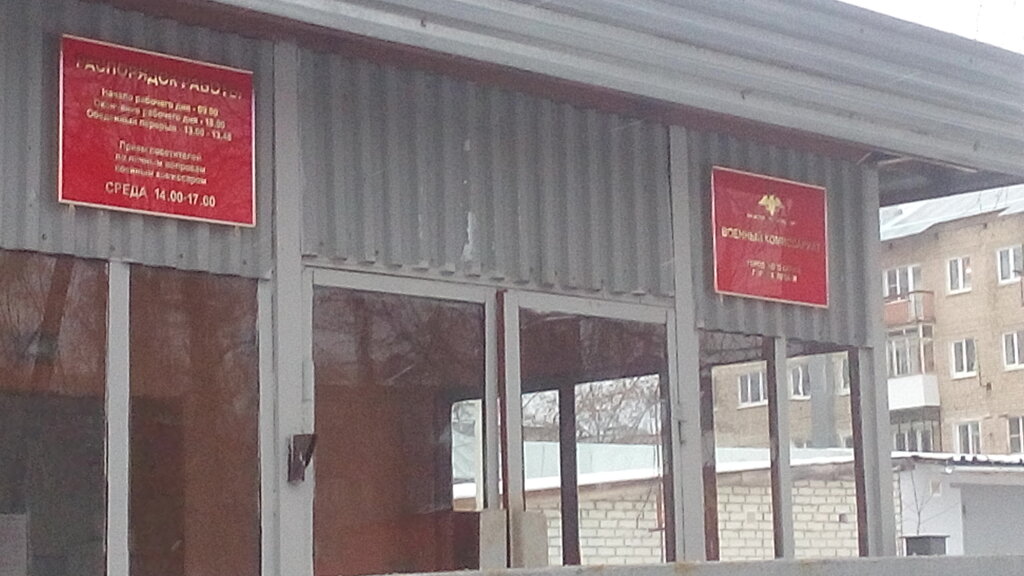 РАСПОРЯДОК РАБОТЫ
Начало рабочего дня - 09.00
Окончание рабочего дня - 18.00
Обеденный перерыв - 13.00 - 13.45
Прием посетителей
по личным вопросам
военным комиссаром
СРЕДА 14.00-17.00
ВОЕННЫЙ КОМИССАРИАТ